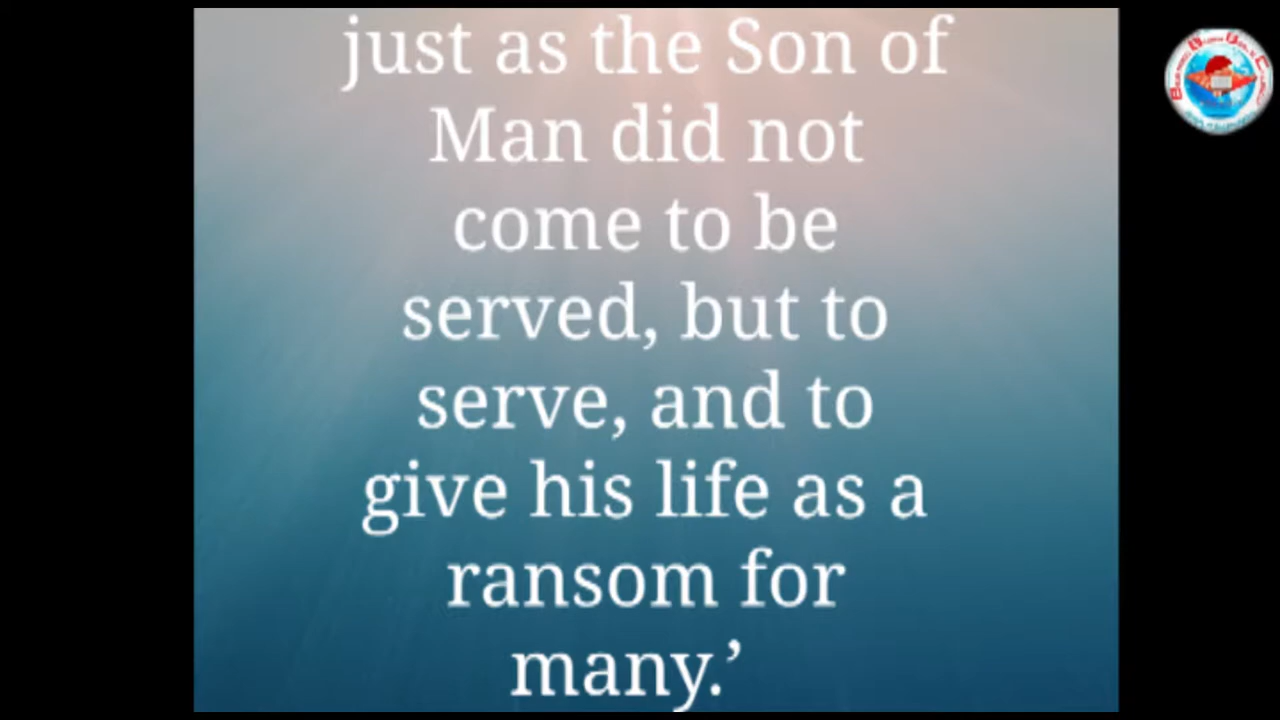 just as the Son of
Man did not
come to be
served, but to
serve, and to
give his life as a
ransom for
many.’